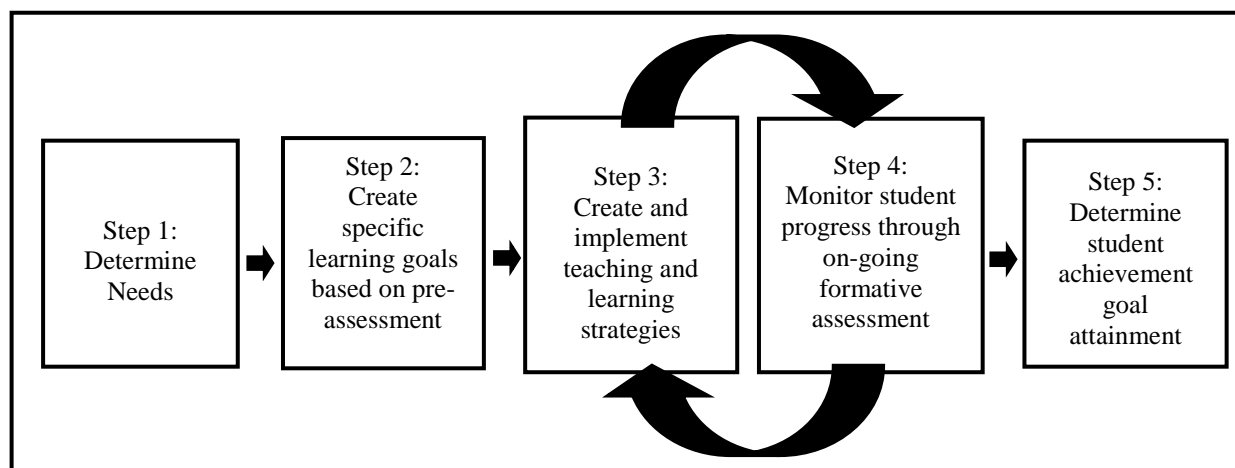 Step 1:
Determine
Needs
Step 2:
Create
specific
learning goals
based on pre-
assessment
Step 3:
Create and
implement
teaching and
learning
strategies
Step 4:
Monitor student
progress through
on-going
formative
assessment
Step 5:
Determine
student
achievement
goal
attainment